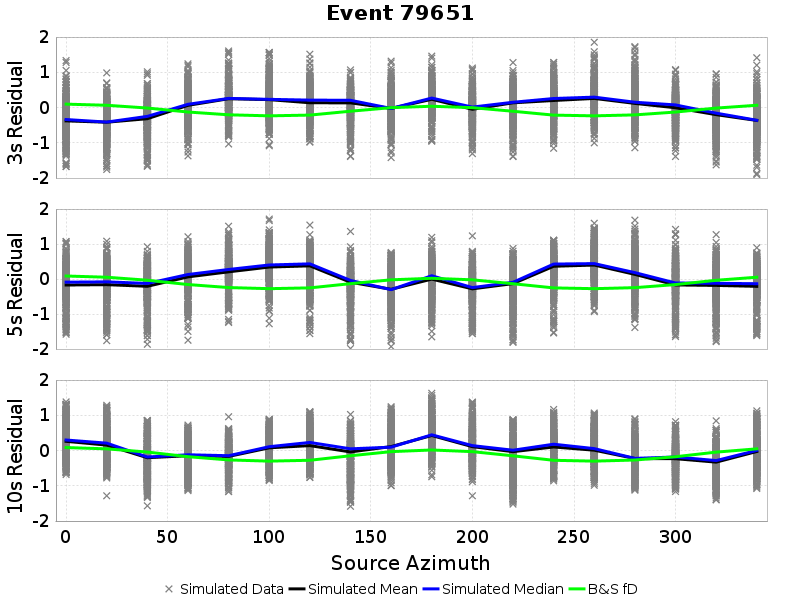 Event 79651
3s Residual
2
1
0
-1
-2
5s Residual
2
1
0
-1
-2
10s Residual
2
1
0
-1
-2
0 50 100 150 200 250 300
Source Azimuth
Simulated Data Simulated Mean Simulated Median B&S fD